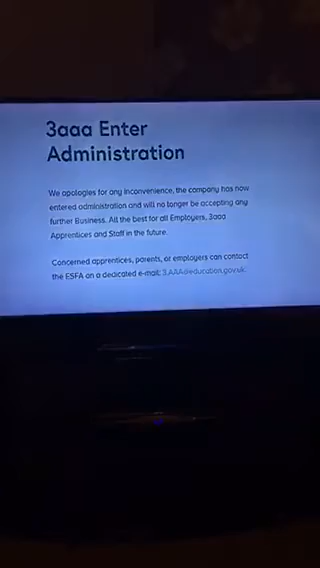 3aaa Enter
Administration
We apologies for any inconvenience, the company has now
entered administration and will no longer be accepting any
further Business. All the best for all Employers, 3aaa
Apprentices and Staff in the future.
Concerned apprentices, parents, or employers can contact
the ESFA on a dedicated e-mail: 3.AAA@education.gov.uk.